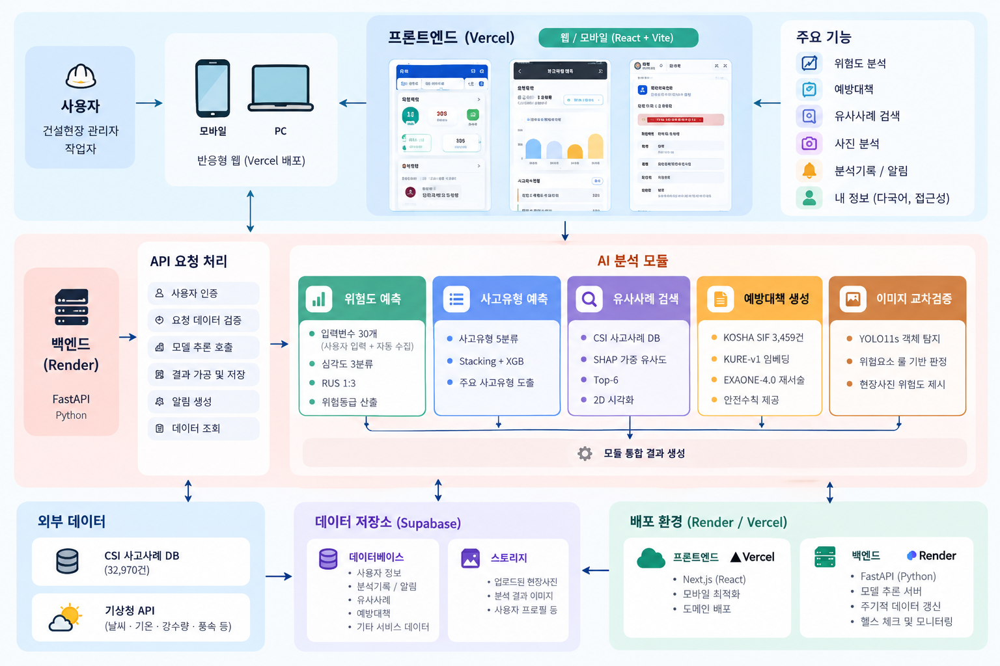 사용자
건설현장 관리자
작업자
모바일
PC
반응형 웹 (Vercel 배포)
프론트엔드 (Vercel)
웹 / 모바일 (React + Vite)
주요 기능
위험도 분석
예방대책
유사사례 검색
사진 분석
분석기록 / 알림
내 정보 (다국어, 접근성)
백엔드
(Render)
FastAPI
Python
API 요청 처리
사용자 인증
요청 데이터 검증
모델 추론 호출
결과 가공 및 저장
알림 생성
데이터 조회
AI 분석 모듈
위험도 예측
입력변수 30개
(사용자 입력 + 자동 수집)
심각도 3분류
RUS 1:3
위험등급 산출
사고유형 예측
사고유형 5분류
Stacking + XGB
주요 사고유형 도출
유사사례 검색
CSI 사고사례 DB
SHAP 가중 유사도
Top-6
2D 시각화
예방대책 생성
KOSHA SIF 3,459건
KURE-v1 임베딩
EXAONE-4.0 재서술
안전수칙 제공
이미지 교차검증
YOLO11s 객체 탐지
위험요소 룰 기반 판정
현장사진 위험도 제시
모듈 통합 결과 생성
외부 데이터
CSI 사고사례 DB
(32,970건)
기상청 API
(날씨 · 기온 · 강수량 · 풍속 등)
데이터 저장소 (Supabase)
데이터베이스
• 사용자 정보
• 분석기록 / 알림
• 유사사례
• 예방대책
• 기타 서비스 데이터
스토리지
• 업로드된 현장사진
• 분석 결과 이미지
• 사용자 프로필 등
배포 환경 (Render / Vercel)
프론트엔드 Vercel
• Next.js (React)
• 모바일 최적화
• 도메인 배포
백엔드 Render
• FastAPI (Python)
• 모델 추론 서버
• 주기적 데이터 갱신
• 헬스 체크 및 모니터링